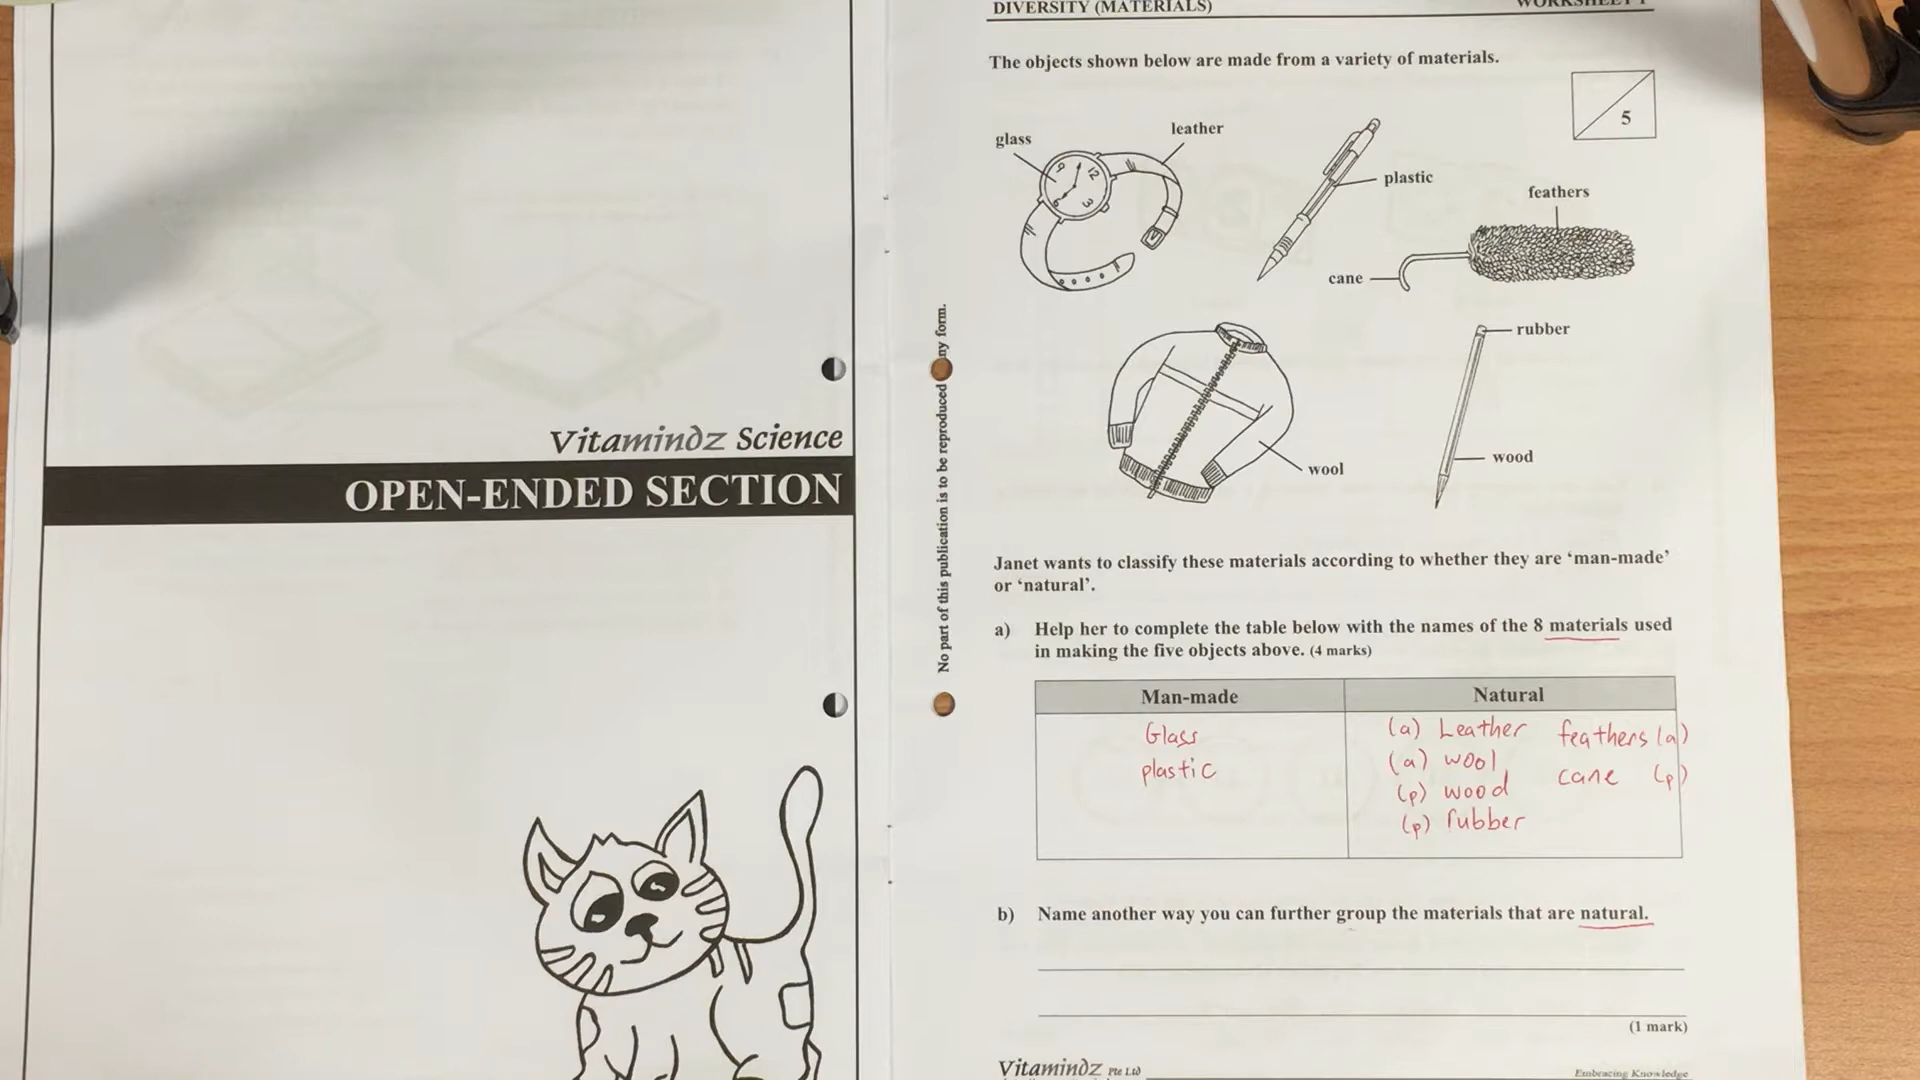 Vitamindz Science
OPEN-ENDED SECTION
No part of this publication is to be reproduced ny form.
DIVERSITY (MATERIALS)
WORKSHEET 1
The objects shown below are made from a variety of materials.
5
glass
leather
plastic
feathers
cane
rubber
wool
wood
Janet wants to classify these materials according to whether they are ‘man-made’
or ‘natural’.
a) Help her to complete the table below with the names of the 8 materials used
in making the five objects above. (4 marks)
Man-made Natural
Glass
plastic
(a) Leather feathers (a)
(a) wool
(p) wood cane (p)
(p) rubber
b) Name another way you can further group the materials that are natural.
(1 mark)
Vitamindz Pte Ltd
Embracing Knowledge